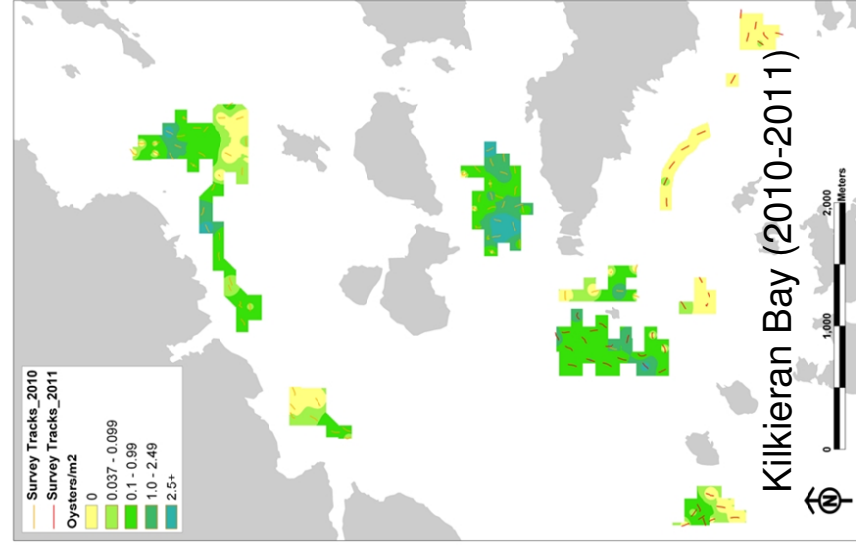 Survey Tracks_2010
Survey Tracks_2011
Oysters/m2
0
0.037 - 0.099
0.1 - 0.99
1.0 - 2.49
2.5+
Kilkieran Bay (2010-2011)
N
0 1,000 2,000
Meters